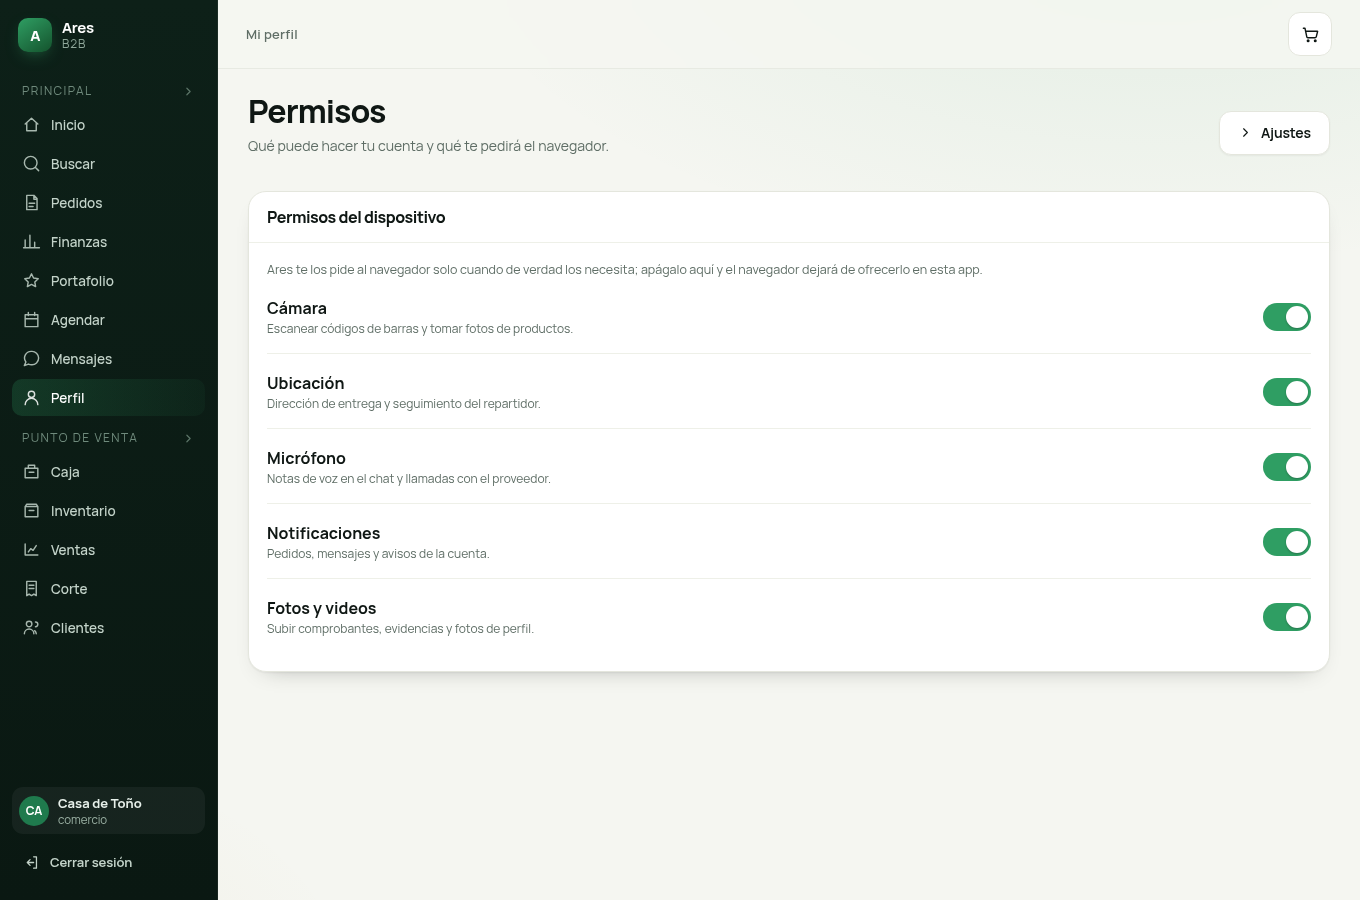 A
Ares
B2B
PRINCIPAL
Inicio
Buscar
Pedidos
Finanzas
Portafolio
Agendar
Mensajes
Perfil
PUNTO DE VENTA
Caja
Inventario
Ventas
Corte
Clientes
CA
Casa de Toño
comercio
Cerrar sesión
Mi perfil
Permisos
Qué puede hacer tu cuenta y qué te pedirá el navegador.
Ajustes
Permisos del dispositivo
Ares te los pide al navegador solo cuando de verdad los necesita; apágalo aquí y el navegador dejará de ofrecerlo en esta app.
Cámara
Escanear códigos de barras y tomar fotos de productos.
Ubicación
Dirección de entrega y seguimiento del repartidor.
Micrófono
Notas de voz en el chat y llamadas con el proveedor.
Notificaciones
Pedidos, mensajes y avisos de la cuenta.
Fotos y videos
Subir comprobantes, evidencias y fotos de perfil.